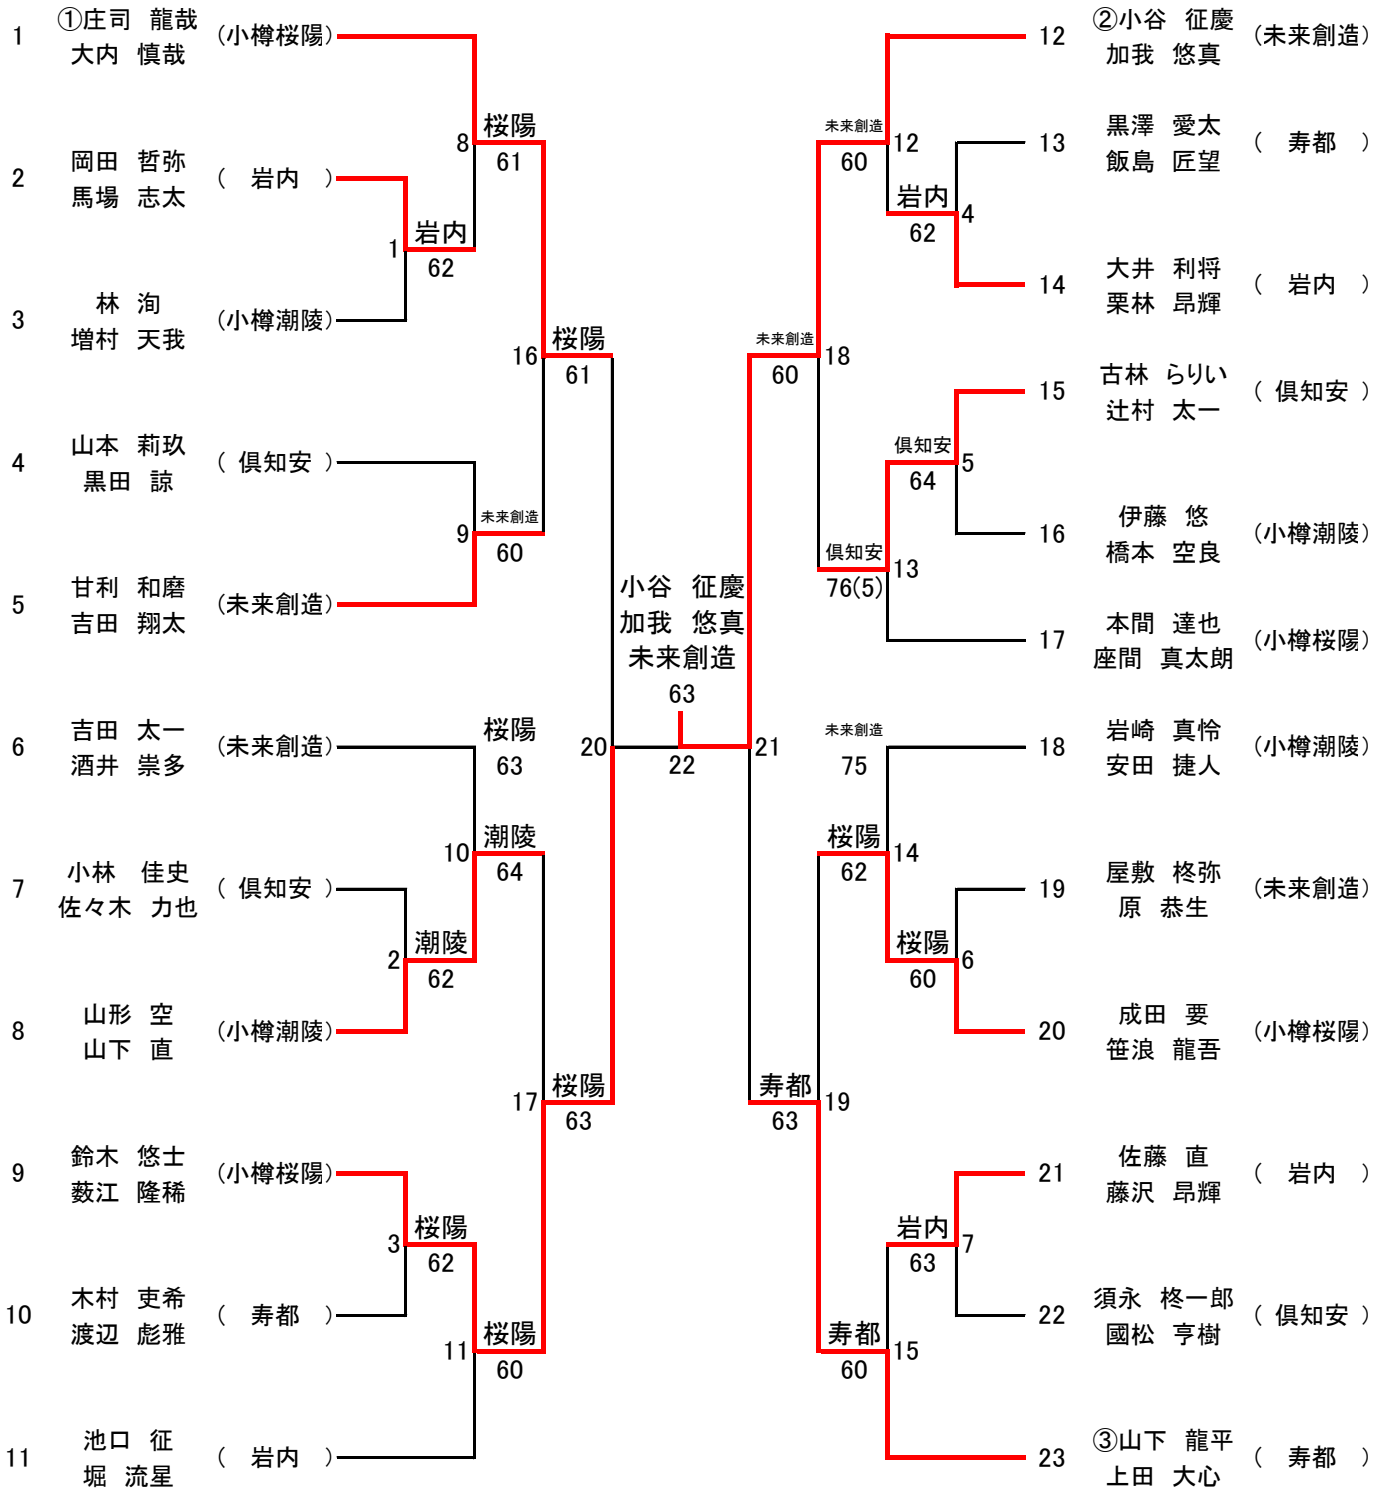 1 ①庄司 龍哉 (小樽桜陽)
大内 慎哉
2 岡田 哲弥 ( 岩内 )
馬場 志太
3 林 洵 (小樽潮陵)
増村 天我
4 山本 莉玖 ( 倶知安 )
黒田 諒
5 甘利 和磨 (未来創造)
吉田 翔太
6 吉田 太一 (未来創造)
酒井 崇多
7 小林 佳史 ( 倶知安 )
佐々木 力也
8 山形 空 (小樽潮陵)
山下 直
9 鈴木 悠士 (小樽桜陽)
薮江 隆稀
10 木村 吏希 ( 寿都 )
渡辺 彪雅
11 池口 征 ( 岩内 )
堀 流星
1 岩内
62
2 潮陵
62
3 桜陽
62
8 桜陽
61
9 未来創造
60
桜陽
63
10 潮陵
64
11 桜陽
60
16 桜陽
61
17 桜陽
63
20
小谷 征慶
加我 悠真
未来創造
63
22
21
未来創造 18
60
寿都 19
63
未来創造 12
60
倶知安 13
76(5)
未来創造
75
桜陽 14
62
寿都 15
60
岩内 4
62
倶知安 5
64
桜陽 6
60
岩内 7
63
12 ②小谷 征慶 (未来創造)
加我 悠真
13 黒澤 愛太 ( 寿都 )
飯島 匠望
14 大井 利将 ( 岩内 )
栗林 昂輝
15 古林 らりい ( 倶知安 )
辻村 太一
16 伊藤 悠 (小樽潮陵)
橋本 空良
17 本間 達也 (小樽桜陽)
座間 真太朗
18 岩崎 真怜 (小樽潮陵)
安田 捷人
19 屋敷 柊弥 (未来創造)
原 恭生
20 成田 要 (小樽桜陽)
笹浪 龍吾
21 佐藤 直 ( 岩内 )
藤沢 昂輝
22 須永 柊一郎 ( 倶知安 )
國松 亨樹
23 ③山下 龍平 ( 寿都 )
上田 大心